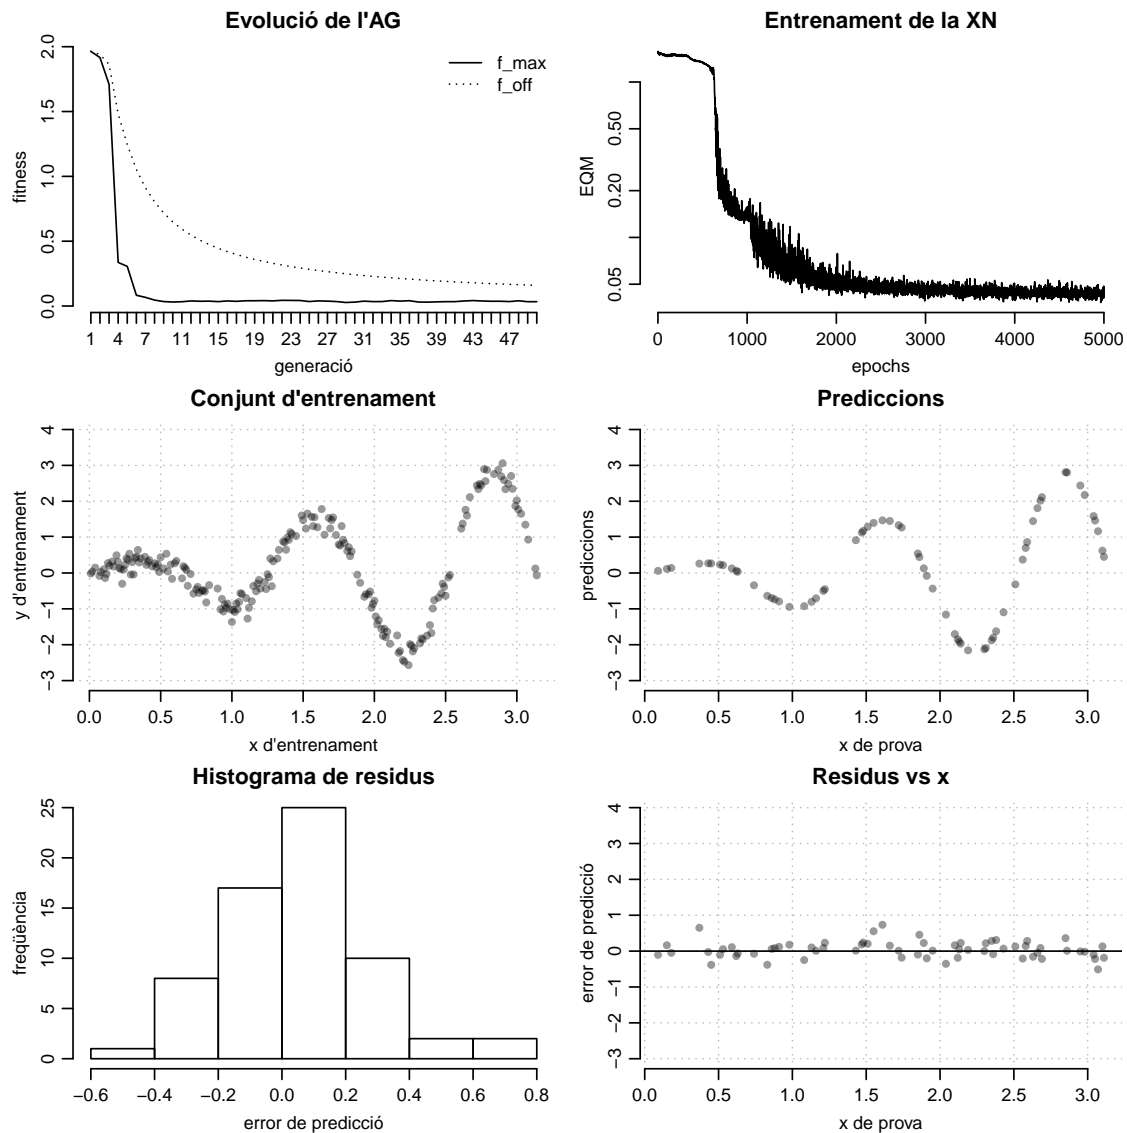 Evolució de l'AG
fitness
0.0 0.5 1.0 1.5 2.0
f_max
f_off
1 4 7 11 15 19 23 27 31 35 39 43 47
generació
Entrenament de la XN
EQM
0.05 0.20 0.50
0 1000 2000 3000 4000 5000
epochs
Conjunt d'entrenament
y d'entrenament
−3 −2 −1 0 1 2 3 4
0.0 0.5 1.0 1.5 2.0 2.5 3.0
x d'entrenament
Prediccions
prediccions
−3 −2 −1 0 1 2 3 4
0.0 0.5 1.0 1.5 2.0 2.5 3.0
x de prova
Histograma de residus
freqüència
0 5 10 15 20 25
−0.6 −0.4 −0.2 0.0 0.2 0.4 0.6 0.8
error de predicció
Residus vs x
error de predicció
−3 −2 −1 0 1 2 3 4
0.0 0.5 1.0 1.5 2.0 2.5 3.0
x de prova